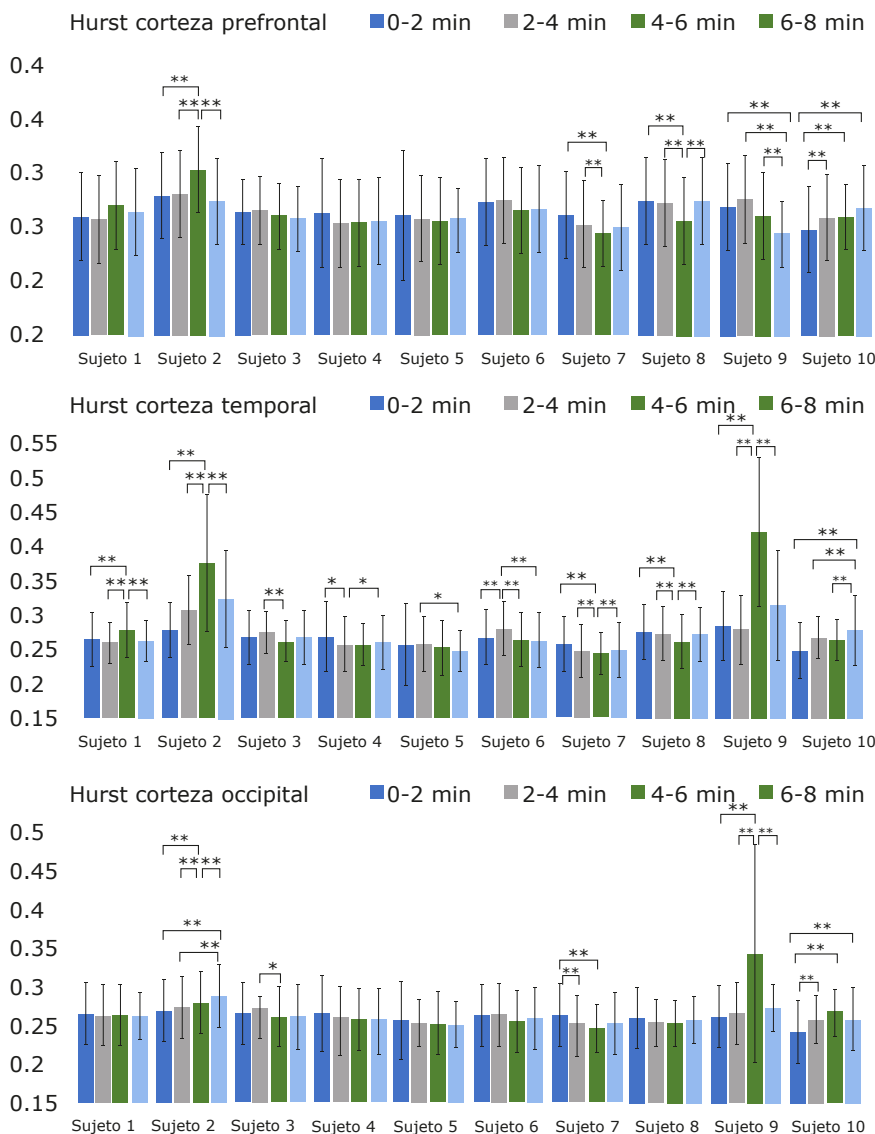 Hurst corteza prefrontal 0-2 min 2-4 min 4-6 min 6-8 min
0.4
** ** **
0.4 ** ** ** ** **
** ** ** **
0.3 ** ** ** ** **
0.3
0.2
0.2
Sujeto 1 Sujeto 2 Sujeto 3 Sujeto 4 Sujeto 5 Sujeto 6 Sujeto 7 Sujeto 8 Sujeto 9 Sujeto 10
Hurst corteza temporal 0-2 min 2-4 min 4-6 min 6-8 min
**
0.55 ** **
**
0.5 ** **
0.45
0.4 **
** ** ** ** **
0.35 ** ** ** * * * ** ** ** ** ** ** ** **
0.3
0.25
0.2
0.15
Sujeto 1 Sujeto 2 Sujeto 3 Sujeto 4 Sujeto 5 Sujeto 6 Sujeto 7 Sujeto 8 Sujeto 9 Sujeto 10
Hurst corteza occipital 0-2 min 2-4 min 4-6 min 6-8 min
**
0.5 ** **
**
0.45 ** **
0.4
** **
0.35 ** * ** ** ** **
0.3
0.25
0.2
0.15
Sujeto 1 Sujeto 2 Sujeto 3 Sujeto 4 Sujeto 5 Sujeto 6 Sujeto 7 Sujeto 8 Sujeto 9 Sujeto 10